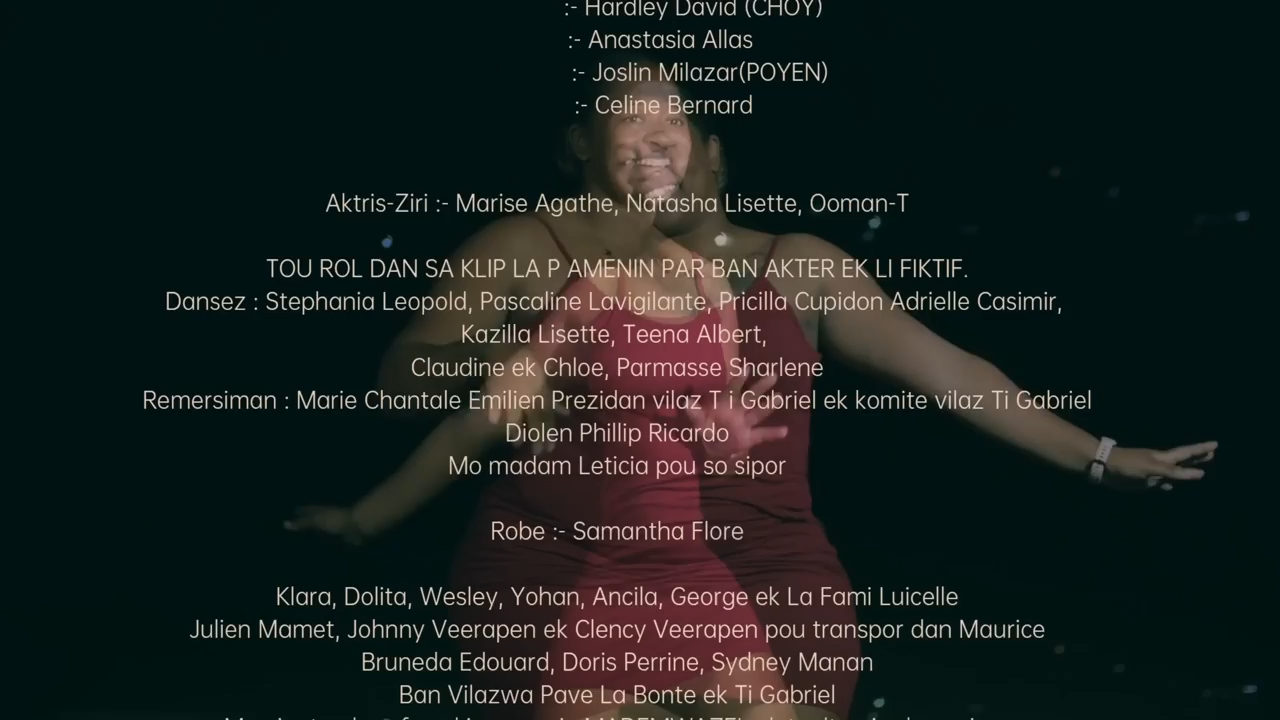 :- Hardley David (CHOY)
:- Anastasia Allas
:- Joslin Milazar(POYEN)
:- Celine Bernard
Aktris-Ziri :- Marise Agathe, Natasha Lisette, Ooman-T
TOU ROL DAN SA KLIP LA P AMENIN PAR BAN AKTER EK LI FIKTIF.
Dansez : Stephania Leopold, Pascaline Lavigilante, Pricilla Cupidon Adrielle Casimir,
Kazilla Lisette, Teena Albert,
Claudine ek Chloe, Parmasse Sharlene
Remersiman : Marie Chantale Emilien Prezidan vilaz T i Gabriel ek komite vilaz Ti Gabriel
Diolen Phillip Ricardo
Mo madam Leticia pou so sipor
Robe :- Samantha Flore
Klara, Dolita, Wesley, Yohan, Ancila, George ek La Fami Luicelle
Julien Mamet, Johnny Veerapen ek Clency Veerapen pou transpor dan Maurice
Bruneda Edouard, Doris Perrine, Sydney Manan
Ban Vilazwa Pave La Bonte ek Ti Gabriel